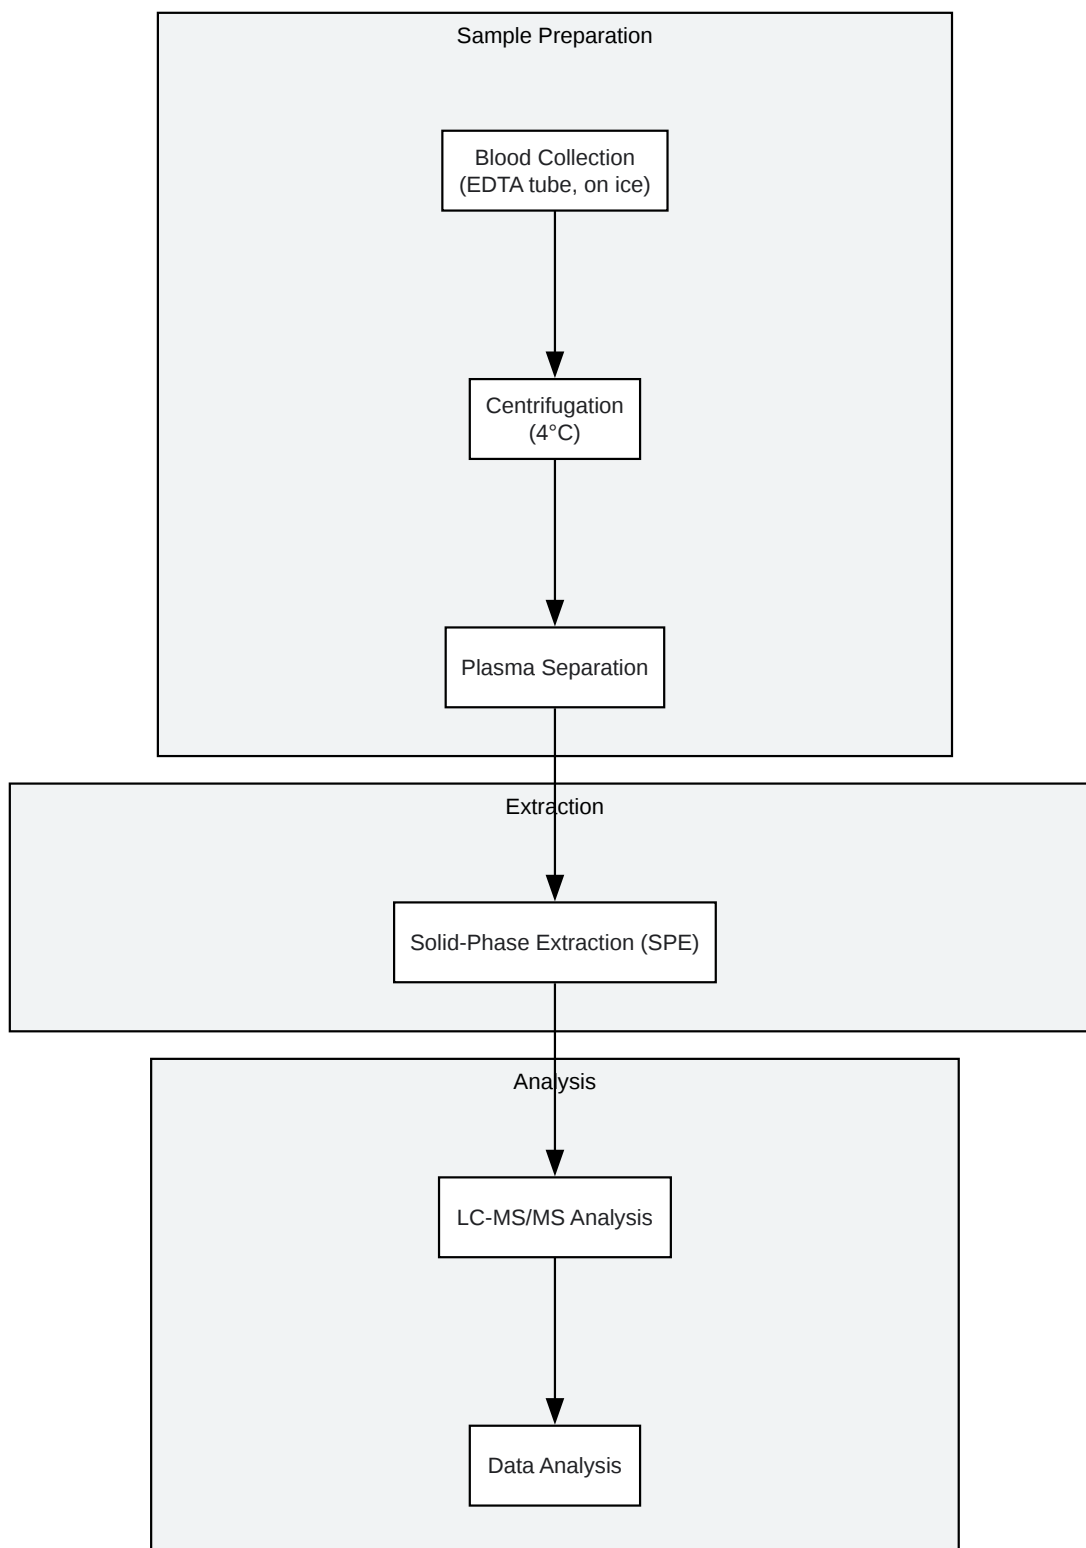 Sample Preparation
Blood Collection
(EDTA tube, on ice)
Centrifugation
(4°C)
Plasma Separation
Extraction
Solid-Phase Extraction (SPE)
Analysis
LC-MS/MS Analysis
Data Analysis